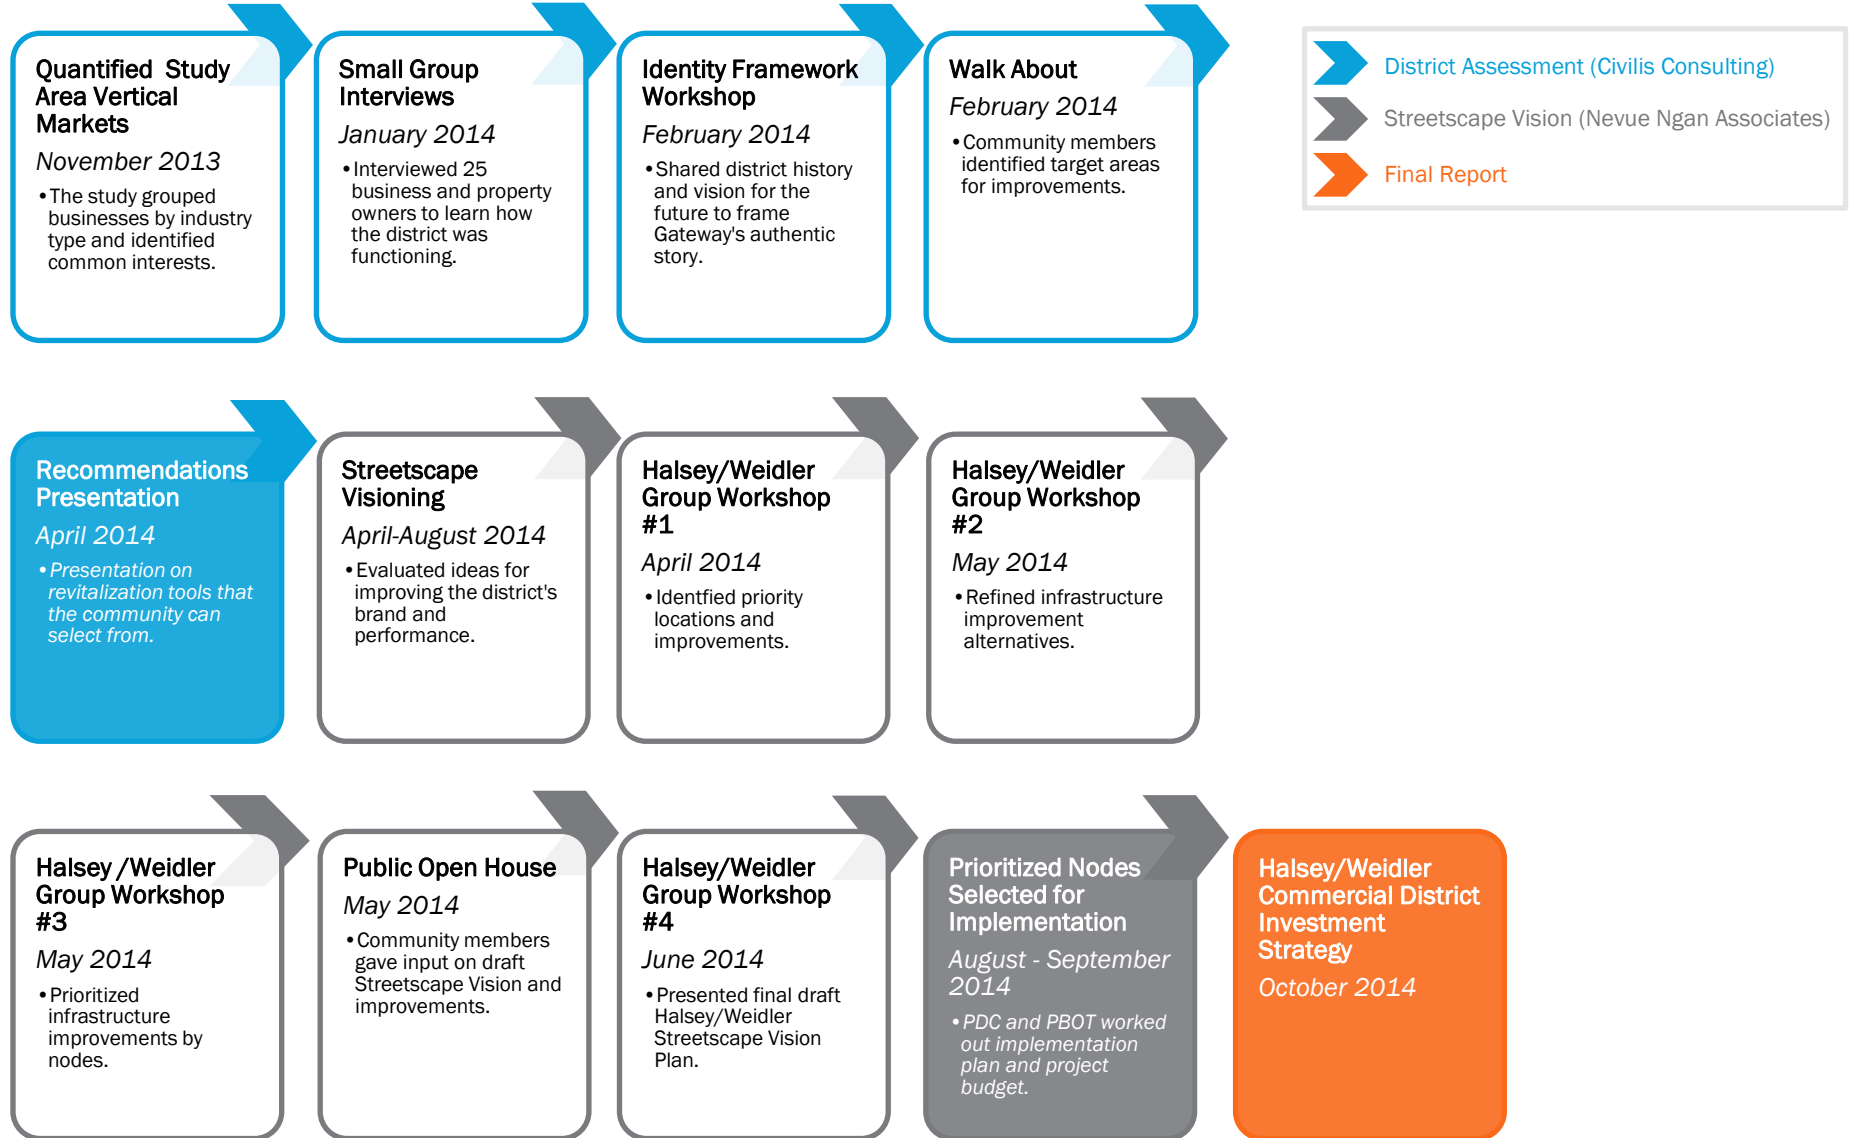 Quantified Study
Area Vertical
Markets
November 2013
•The study grouped
businesses by industry
type and identified
common interests.
Small Group
Interviews
January 2014
•Interviewed 25
business and property
owners to learn how
the district was
functioning.
Identity Framework
Workshop
February 2014
•Shared district history
and vision for the
future to frame
Gateway's authentic
story.
Walk About
February 2014
•Community members
identified target areas
for improvements.
District Assessment (Civilis Consulting)
Streetscape Vision (Nevue Ngan Associates)
Final Report
Recommendations
Presentation
April 2014
•Presentation on
revitalization tools that
the community can
select from.
Streetscape
Visioning
April-August 2014
•Evaluated ideas for
improving the district's
brand and
performance.
Halsey/Weidler
Group Workshop
#1
April 2014
•Identfied priority
locations and
improvements.
Halsey/Weidler
Group Workshop
#2
May 2014
•Refined infrastructure
improvement
alternatives.
Halsey /Weidler
Group Workshop
#3
May 2014
•Prioritized
infrastructure
improvements by
nodes.
Public Open House
May 2014
•Community members
gave input on draft
Streetscape Vision and
improvements.
Halsey/Weidler
Group Workshop
#4
June 2014
•Presented final draft
Halsey/Weidler
Streetscape Vision
Plan.
Prioritized Nodes
Selected for
Implementation
August - September
2014
•PDC and PBOT worked
out implementation
plan and project
budget.
Halsey/Weidler
Commercial District
Investment
Strategy
October 2014